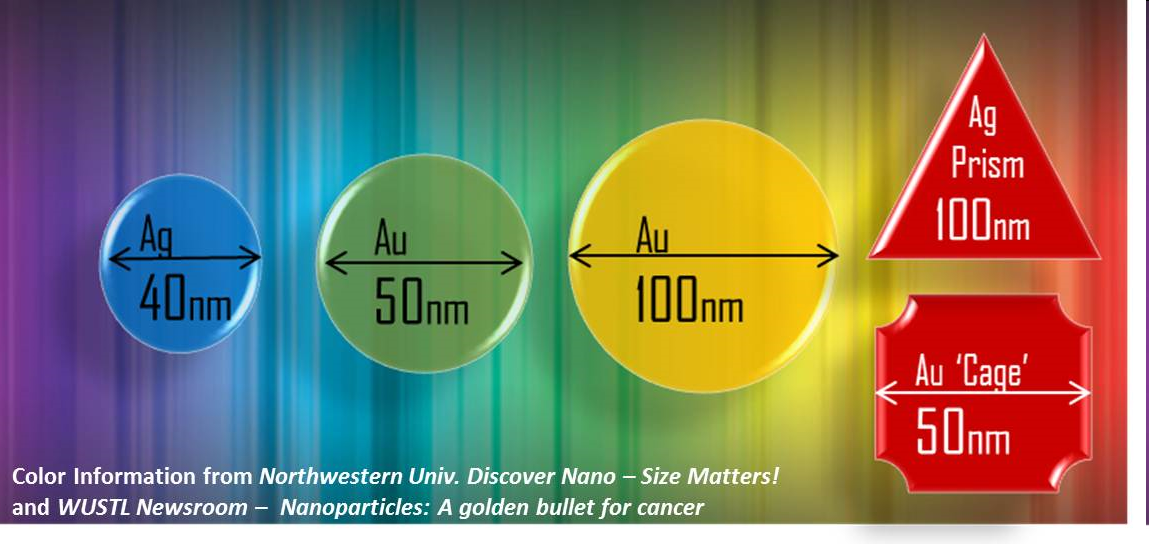 Ag
40nm
Au
50nm
Au
100nm
Ag
Prism
100nm
Au ‘Cage’
50nm
Color Information from Northwestern Univ. Discover Nano – Size Matters!
and WUSTL Newsroom – Nanoparticles: A golden bullet for cancer